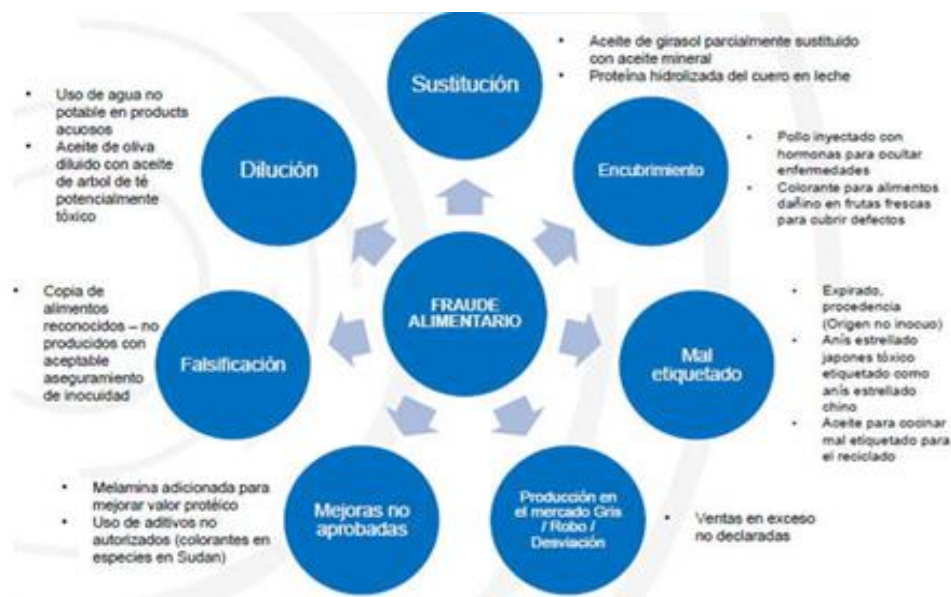 Sustitución
• Aceite de girasol parcialmente sustituido
con aceite mineral
• Proteína hidrolizada del cuero en leche
Encubrimiento
• Pollo inyectado con
hormonas para ocultar
enfermedades
• Colorante para alimentos
dañino en frutas frescas
para cubrir defectos
Mal
etiquetado
• Expirado,
procedencia
(Origen no inocuo)
• Anís estrellado
japones tóxico
etiquetado como
anís estrellado
chino
• Aceite para cocinar
mal etiquetado para
el reciclado
Producción en
el mercado Gris
/ Robo /
Desviación
• Ventas en exceso
no declaradas
Mejoras no
aprobadas
• Melamina adicionada para
mejorar valor protéico
• Uso de aditivos no
autorizados (colorantes en
especies en Sudan)
Falsificación
• Copia de
alimentos
reconocidos – no
producidos con
aceptable
aseguramiento
de inocuidad
Dilución
• Uso de agua no
potable en products
acuosos
• Aceite de oliva
diluido con aceite
de arbol de té
potencialmente
tóxico
FRAUDE
ALIMENTARIO